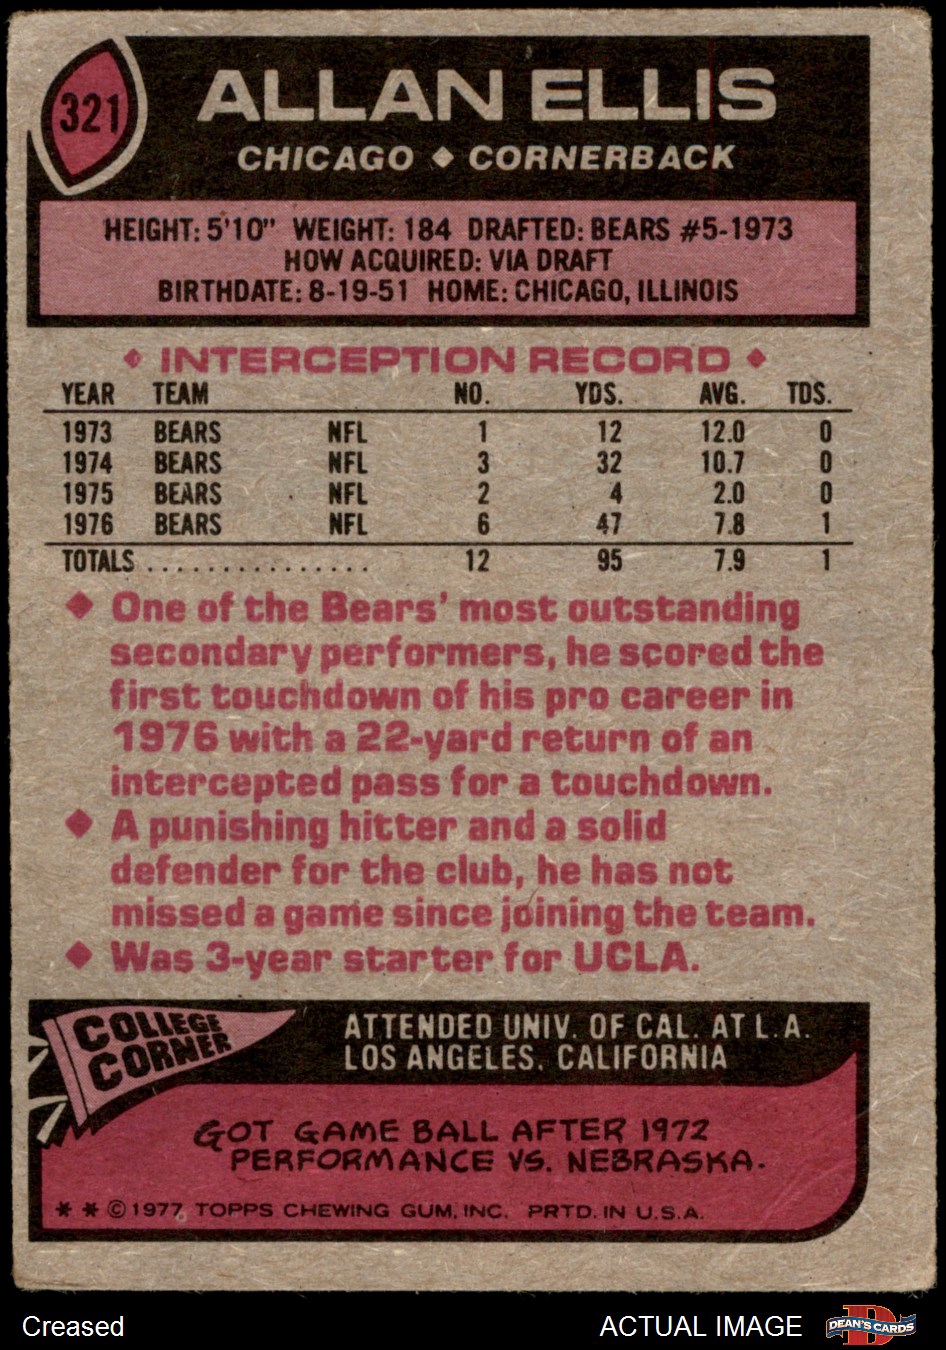 321
ALLAN ELLIS
CHICAGO ◆ CORNERBACK
HEIGHT: 5'10" WEIGHT: 184 DRAFTED: BEARS #5-1973
HOW ACQUIRED: VIA DRAFT
BIRTHDATE: 8-19-51 HOME: CHICAGO, ILLINOIS
◆ INTERCEPTION RECORD ◆
YEAR TEAM NO. YDS. AVG. TDS.
1973 BEARS NFL 1 12 12.0 0
1974 BEARS NFL 3 32 10.7 0
1975 BEARS NFL 2 4 2.0 0
1976 BEARS NFL 6 47 7.8 1
TOTALS ............... 12 95 7.9 1
◆ One of the Bears' most outstanding
secondary performers, he scored the
first touchdown of his pro career in
1976 with a 22-yard return of an
intercepted pass for a touchdown.
◆ A punishing hitter and a solid
defender for the club, he has not
missed a game since joining the team.
◆ Was 3-year starter for UCLA.
COLLEGE
CORNER
ATTENDED UNIV. OF CAL. AT L.A.
LOS ANGELES, CALIFORNIA
GOT GAME BALL AFTER 1972
PERFORMANCE VS. NEBRASKA.
* * © 1977 TOPPS CHEWING GUM, INC. PRTD. IN U.S.A.
Creased
ACTUAL IMAGE
DEAN'S CARDS